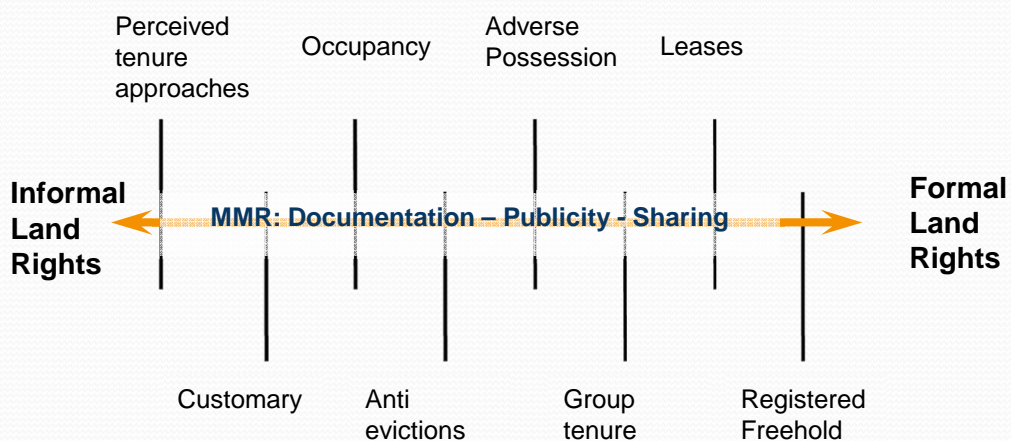 Perceived
tenure
approaches
Occupancy
Adverse
Possession
Leases
Informal
Land
Rights
MMR: Documentation – Publicity - Sharing
Formal
Land
Rights
Customary
Anti
evictions
Group
tenure
Registered
Freehold